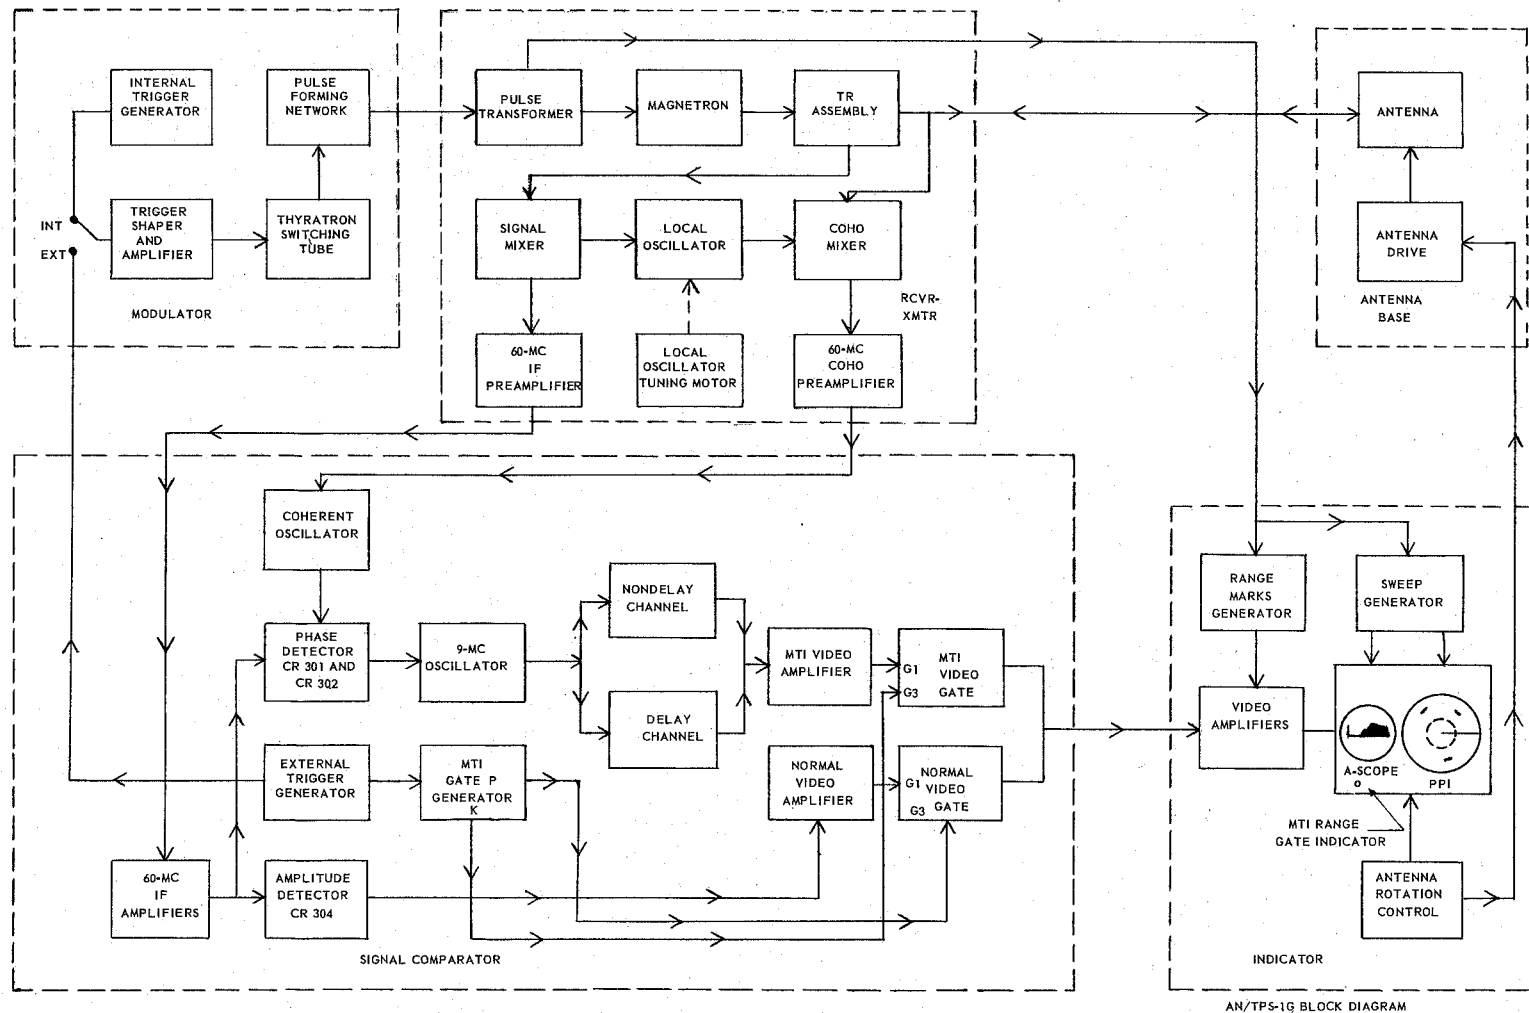 INTERNAL
TRIGGER
GENERATOR
PULSE
FORMING
NETWORK
INT
EXT
TRIGGER
SHAPER
AND
AMPLIFIER
THYRATRON
SWITCHING
TUBE
MODULATOR
PULSE
TRANSFORMER
MAGNETRON
TR
ASSEMBLY
SIGNAL
MIXER
LOCAL
OSCILLATOR
COHO
MIXER
RCVR-
XMTR
60-MC
IF
PREAMPLIFIER
LOCAL
OSCILLATOR
TUNING MOTOR
60-MC
COHO
PREAMPLIFIER
ANTENNA
ANTENNA
DRIVE
ANTENNA
BASE
COHERENT
OSCILLATOR
PHASE
DETECTOR
CR 301 AND
CR 302
9-MC
OSCILLATOR
NONDELAY
CHANNEL
DELAY
CHANNEL
MTI VIDEO
AMPLIFIER
G1
G3
MTI
VIDEO
GATE
EXTERNAL
TRIGGER
GENERATOR
MTI
GATE P
GENERATOR
K
NORMAL
VIDEO
AMPLIFIER
NORMAL
G1 VIDEO
G3 GATE
60-MC
IF
AMPLIFIERS
AMPLITUDE
DETECTOR
CR 304
SIGNAL COMPARATOR
RANGE
MARKS
GENERATOR
SWEEP
GENERATOR
VIDEO
AMPLIFIERS
A-SCOPE
PPI
MTI RANGE
GATE INDICATOR
ANTENNA
ROTATION
CONTROL
INDICATOR
AN/TPS-1G BLOCK DIAGRAM